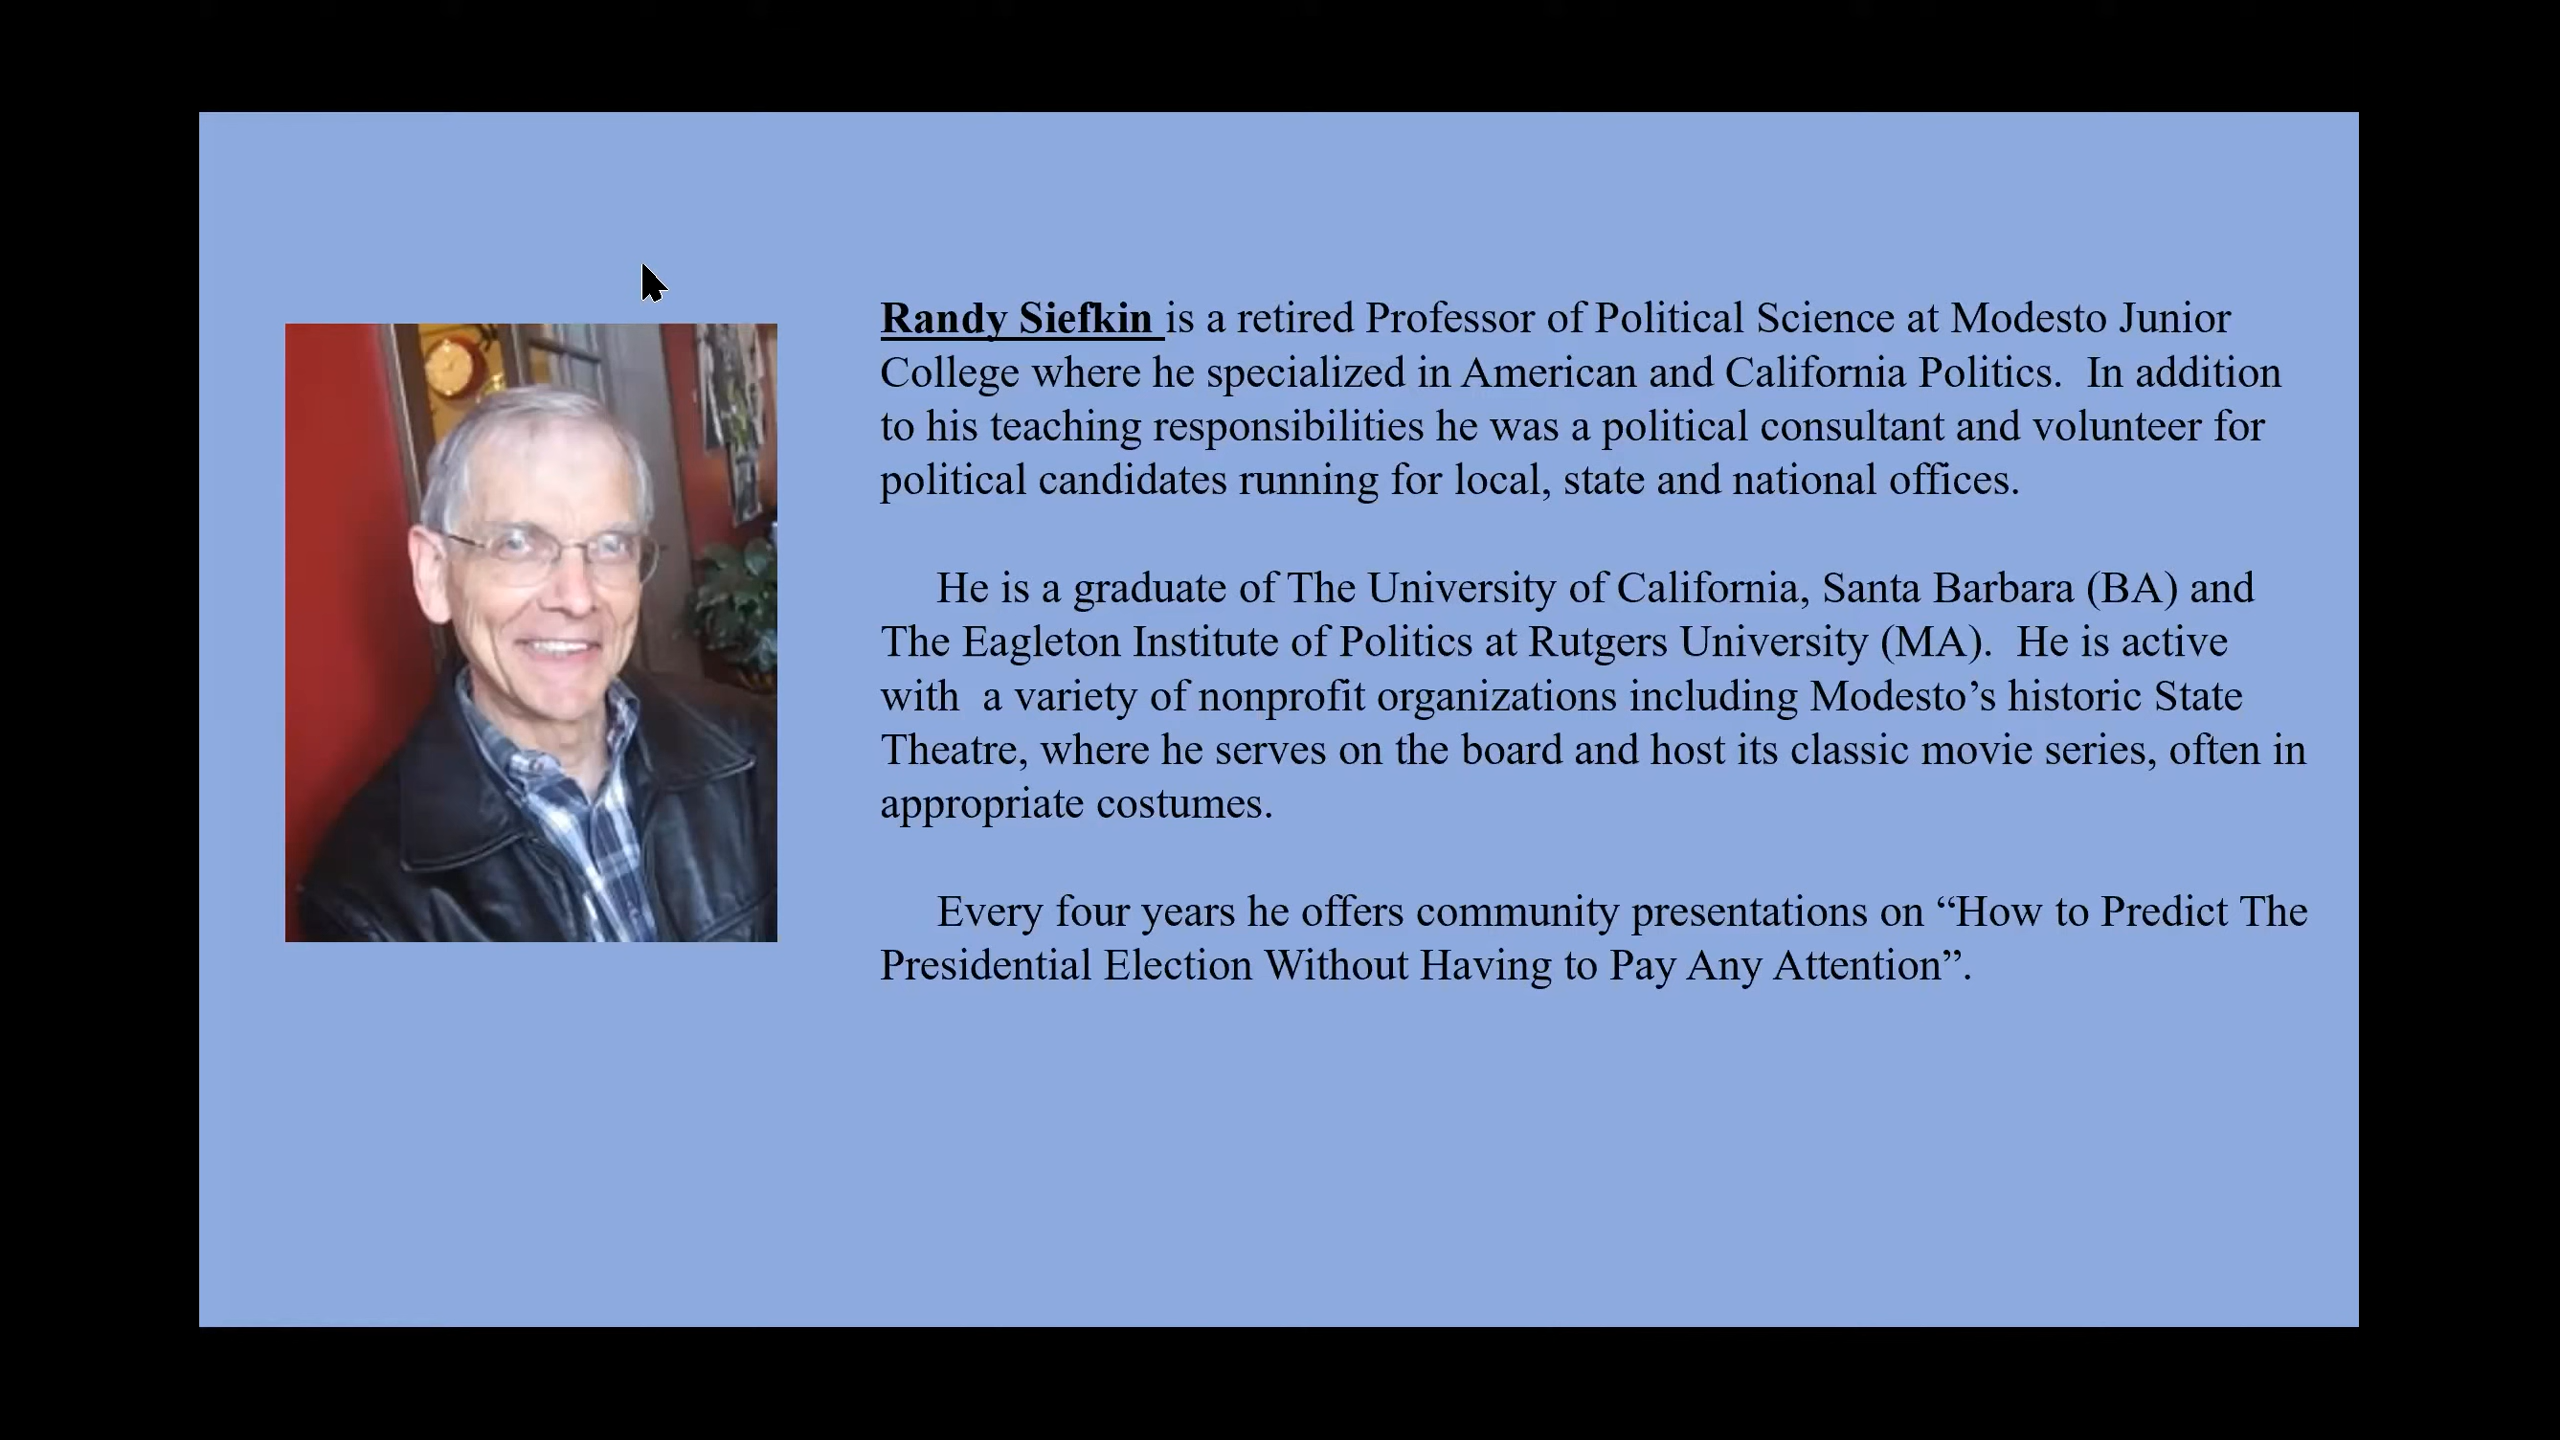 Randy Siefkin is a retired Professor of Political Science at Modesto Junior
College where he specialized in American and California Politics.  In addition
to his teaching responsibilities he was a political consultant and volunteer for
political candidates running for local, state and national offices.
He is a graduate of The University of California, Santa Barbara (BA) and
The Eagleton Institute of Politics at Rutgers University (MA).  He is active
with  a variety of nonprofit organizations including Modesto’s historic State
Theatre, where he serves on the board and host its classic movie series, often in
appropriate costumes.
Every four years he offers community presentations on “How to Predict The
Presidential Election Without Having to Pay Any Attention”.